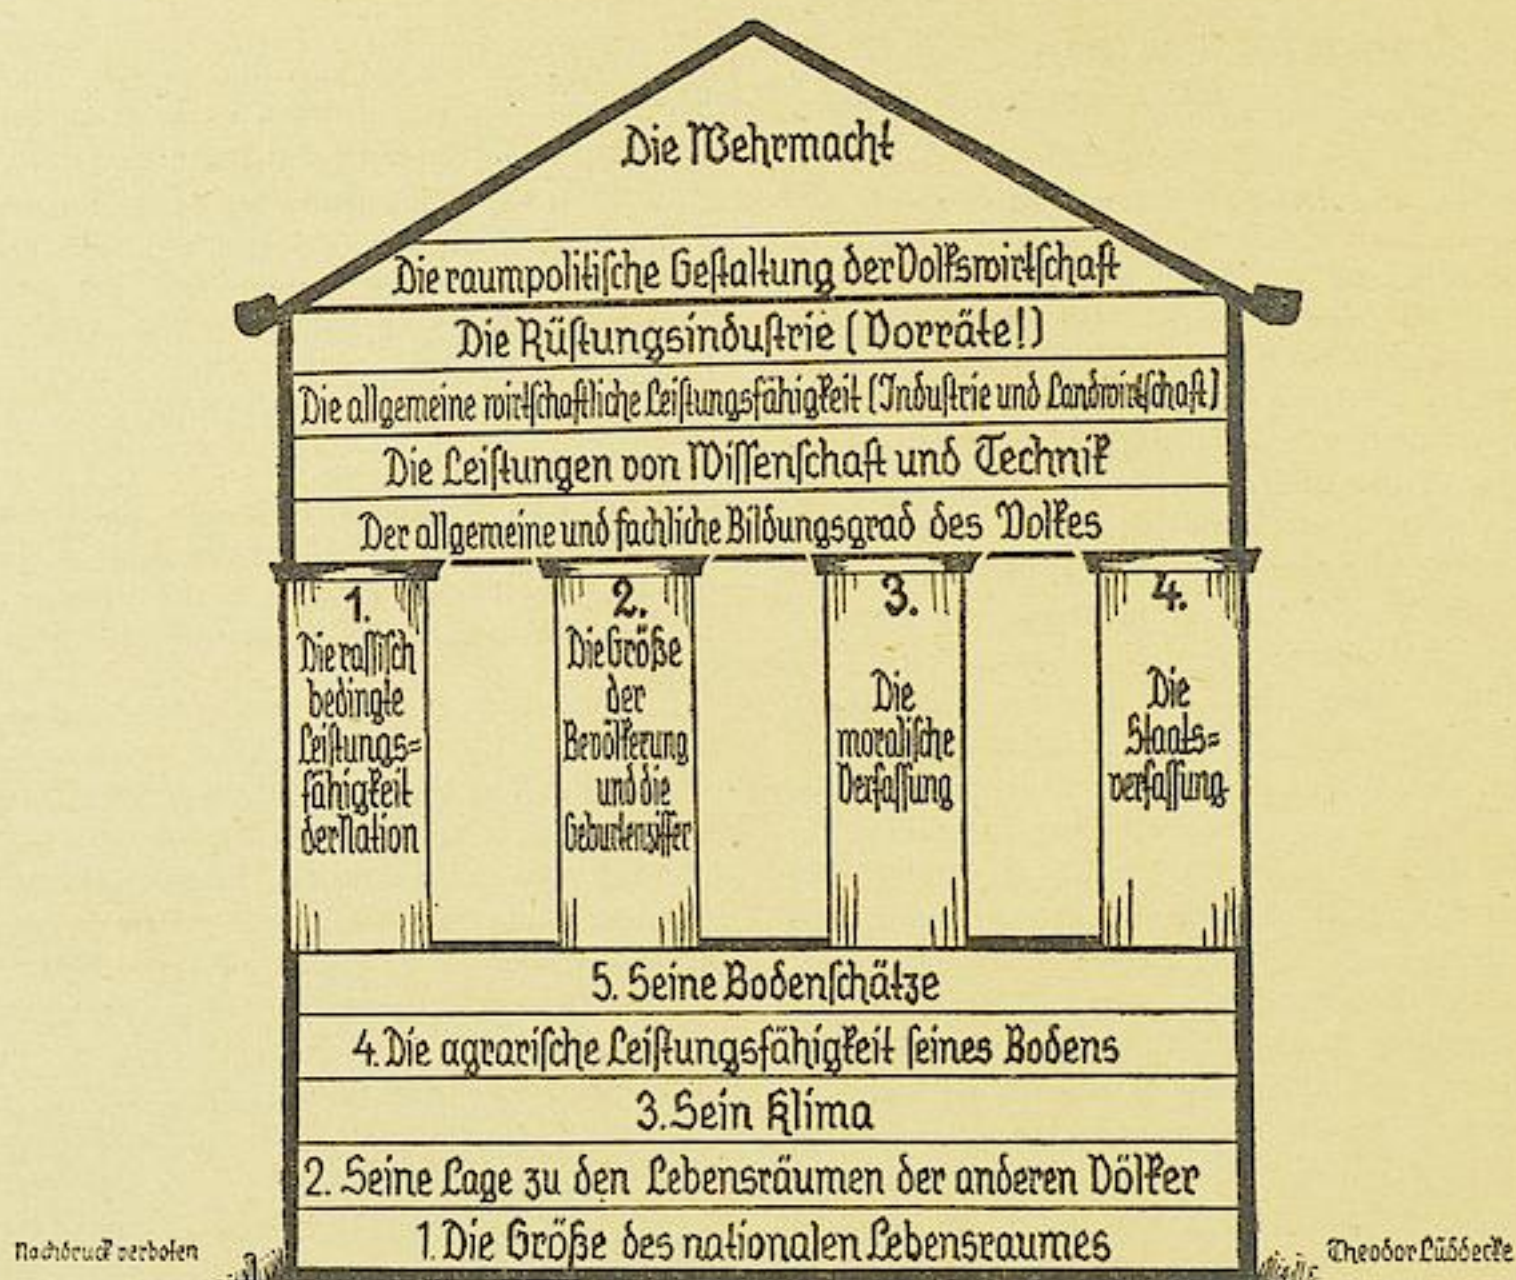 Die Wehrmacht
Die raumpolitische Gestaltung der Volkswirtschaft
Die Rüstungsindustrie (Vorräte!)
Die allgemeine wirtschaftliche Leistungsfähigkeit (Industrie und Landwirtschaft)
Die Leistungen von Wissenschaft und Technik
Der allgemeine und fachliche Bildungsgrad des Volkes
1.
Die rassisch
bedingte
Leistungs=
fähigkeit
der Nation
2.
Die Größe
der
Bevölkerung
und die
Geburtenziffer
3.
Die
moralische
Verfassung
4.
Die
Staats=
verfassung
5. Seine Bodenschätze
4. Die agrarische Leistungsfähigkeit seines Bodens
3. Sein Klima
2. Seine Lage zu den Lebensräumen der anderen Völker
1. Die Größe des nationalen Lebensraumes
Nachdruck verboten
Theodor Lüddecke